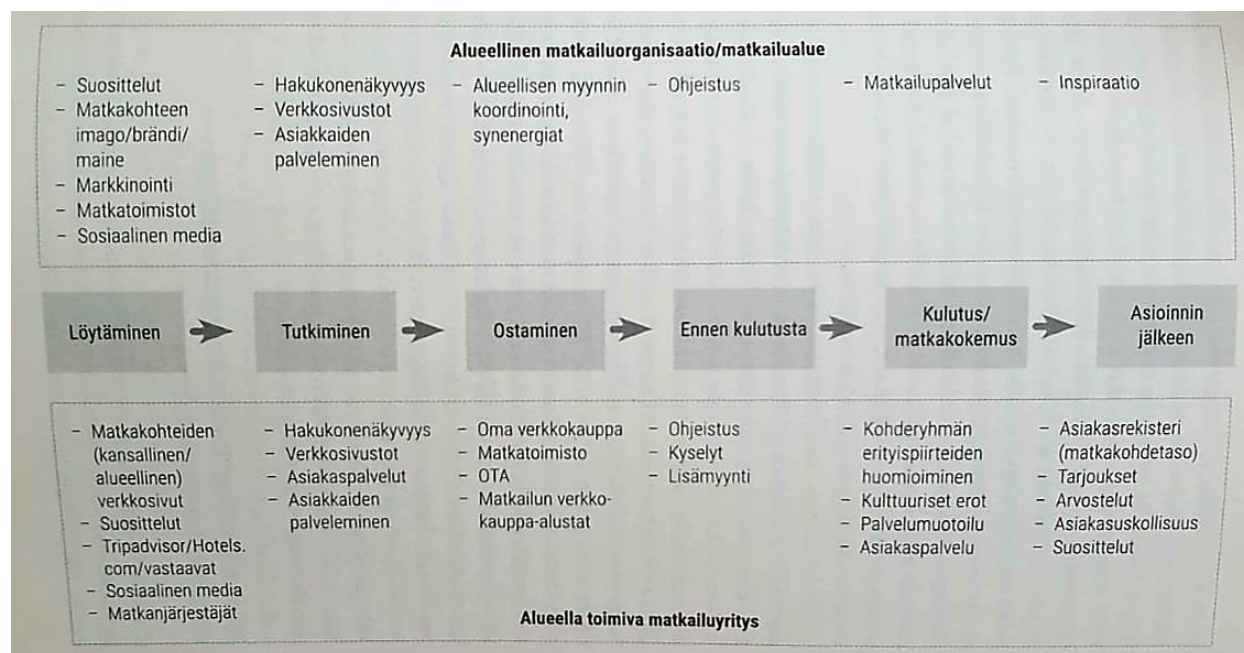 Alueellinen matkailuorganisaatio/matkailualue
– Suosittelut
– Matkakohteen
imago/brändi/
maine
– Markkinointi
– Matkatoimistot
– Sosiaalinen media
– Hakukonenäkyvyys
– Verkkosivustot
– Asiakkaiden
palveleminen
– Alueellisen myynnin
koordinointi,
synenergiat
– Ohjeistus
– Matkailupalvelut
– Inspiraatio
Löytäminen
Tutkiminen
Ostaminen
Ennen kulutusta
Kulutus/
matkakokemus
Asioinnin
jälkeen
– Matkakohteiden
(kansallinen/
alueellinen)
verkkosivut
– Suosittelut
– Tripadvisor/Hotels.
com/vastaavat
– Sosiaalinen media
– Matkanjärjestäjät
– Hakukonenäkyvyys
– Verkkosivustot
– Asiakaspalvelut
– Asiakkaiden
palveleminen
– Oma verkkokauppa
– Matkatoimisto
– OTA
– Matkailun verkko-
kauppa-alustat
– Ohjeistus
– Kyselyt
– Lisämyynti
– Kohderyhmän
erityispiirteiden
huomioiminen
– Kulttuuriset erot
– Palvelumuotoilu
– Asiakaspalvelu
– Asiakasrekisteri
(matkakohdetaso)
– Tarjoukset
– Arvostelut
– Asiakasuskollisuus
– Suosittelut
Alueella toimiva matkailuyritys